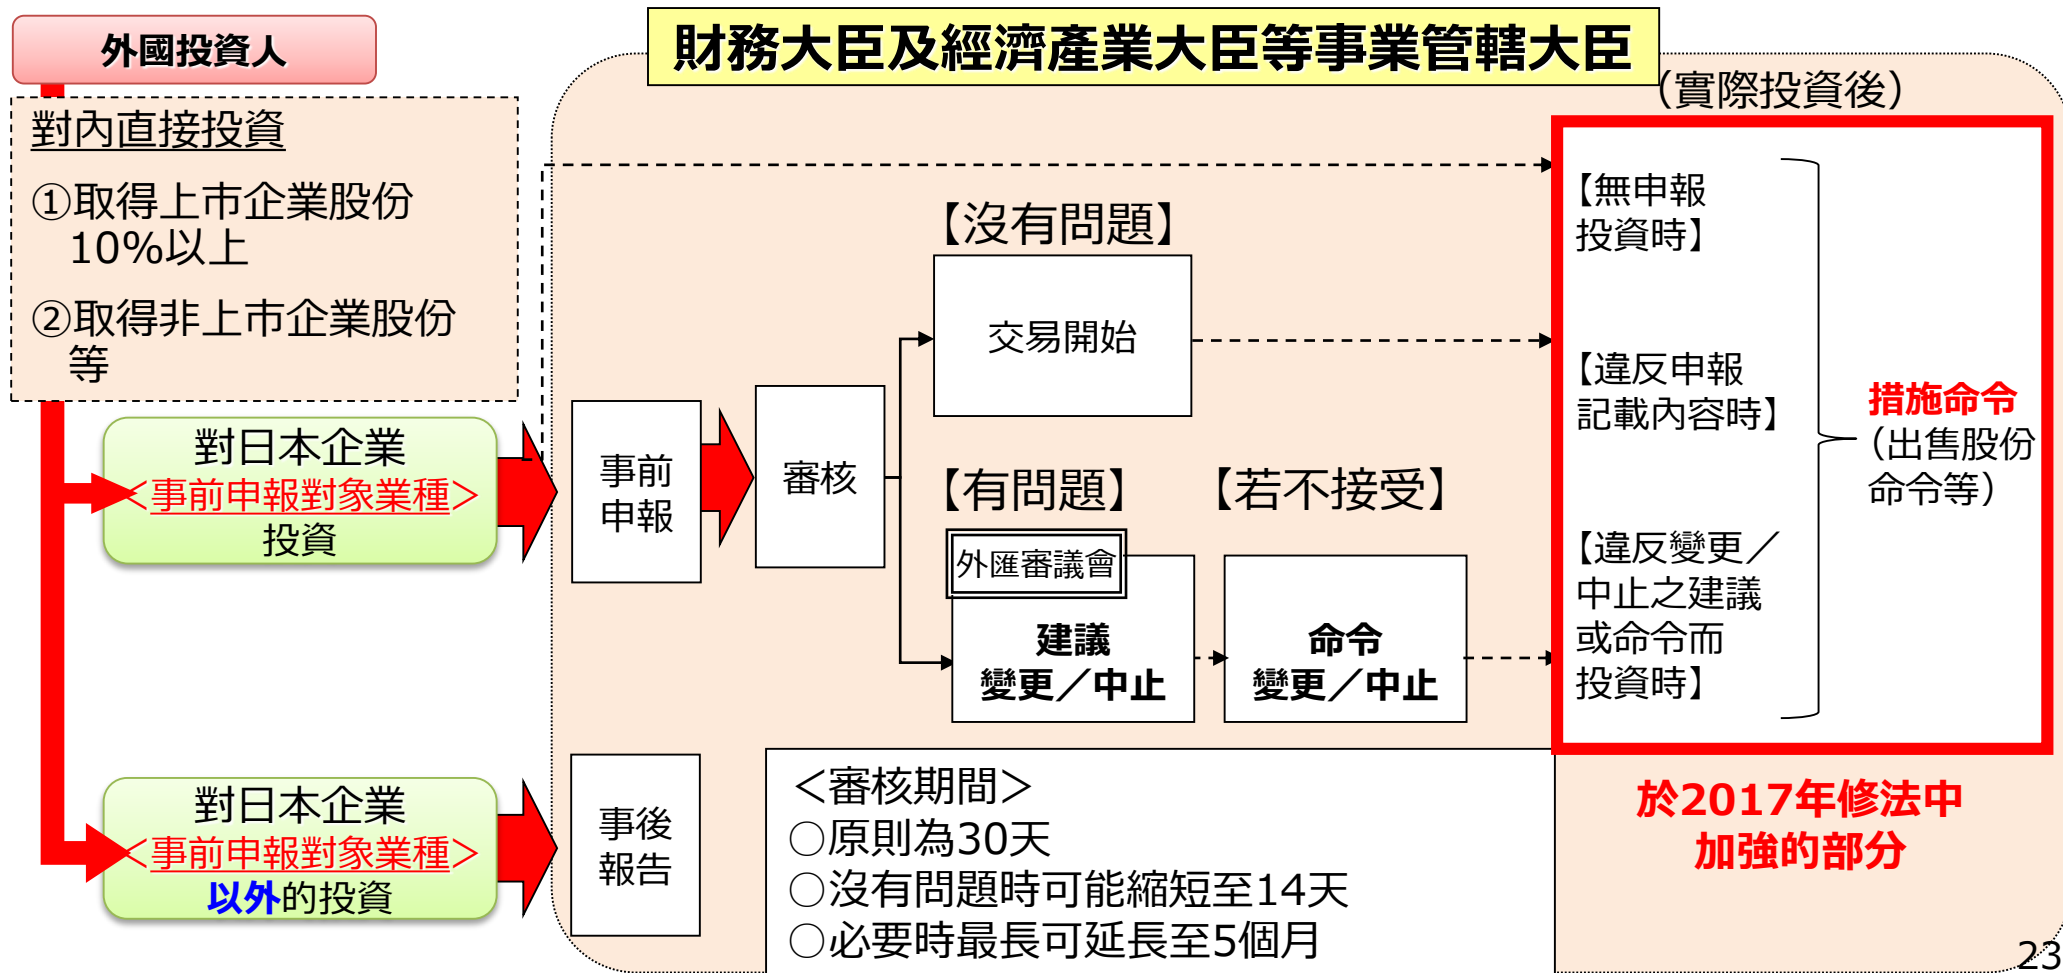 外國投資人
財務大臣及經濟產業大臣等事業管轄大臣
（實際投資後）
對內直接投資
①取得上市企業股份
10%以上
②取得非上市企業股份
等
對日本企業
＜事前申報對象業種＞
投資
事前
申報
審核
【沒有問題】
交易開始
【有問題】
外匯審議會
建議
變更／中止
【若不接受】
命令
變更／中止
【無申報
投資時】
【違反申報
記載內容時】
【違反變更／
中止之建議
或命令而
投資時】
措施命令
（出售股份
命令等）
對日本企業
＜事前申報對象業種＞
以外的投資
事後
報告
＜審核期間＞
○原則為30天
○沒有問題時可能縮短至14天
○必要時最長可延長至5個月
於2017年修法中
加強的部分
23